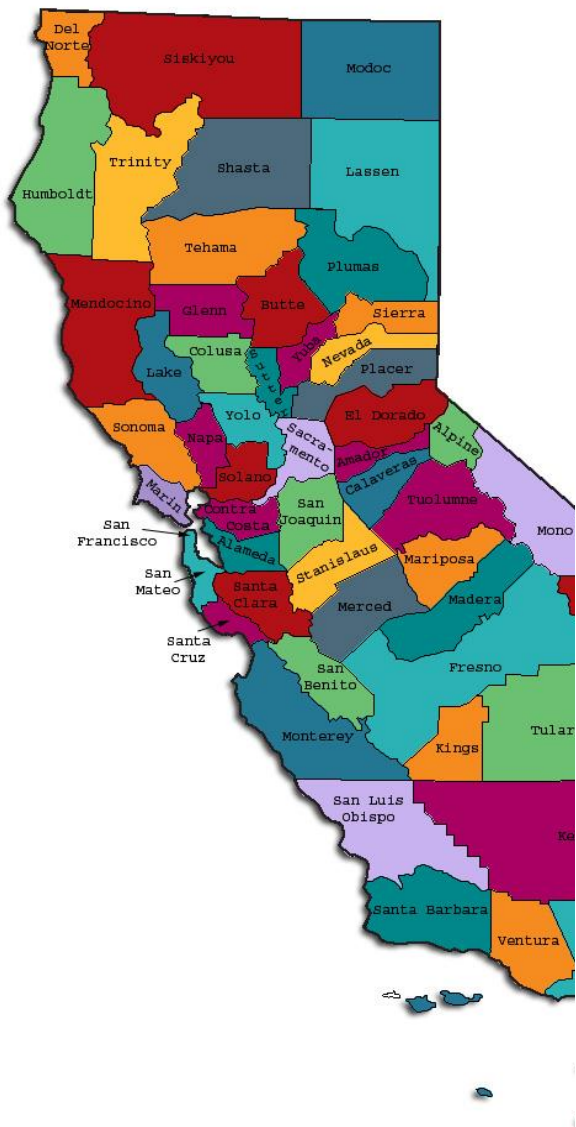 Del
Norte
Siskiyou
Modoc
Trinity
Shasta
Lassen
Humboldt
Tehama
Plumas
Mendocino
Glenn
Butte
Sierra
Yuba
Nevada
Colusa
Sutter
Placer
Lake
Yolo
El Dorado
Sonoma
Napa
Sacra-
mento
Alpine
Amador
Solano
Calaveras
Marin
Contra
Costa
San
Joaquin
Tuolumne
Mono
San
Francisco
Alameda
Stanislaus
Mariposa
San
Mateo
Santa
Clara
Merced
Madera
Santa
Cruz
San
Benito
Fresno
Monterey
Kings
Tular
San Luis
Obispo
Ke
Santa Barbara
Ventura